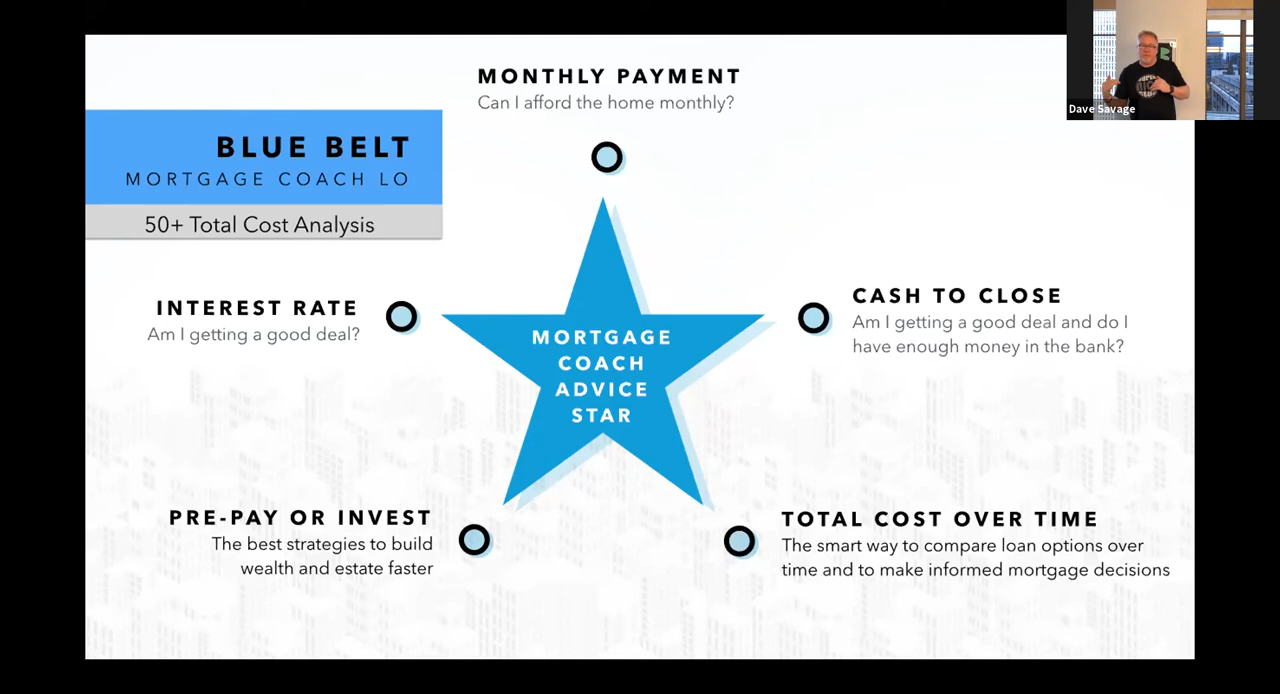 MONTHLY PAYMENT
Can I afford the home monthly?
Dave Savage
BLUE BELT
MORTGAGE COACH LO
50+ Total Cost Analysis
INTEREST RATE
Am I getting a good deal?
CASH TO CLOSE
Am I getting a good deal and do I
have enough money in the bank?
MORTGAGE
COACH
ADVICE
STAR
PRE-PAY OR INVEST
The best strategies to build
wealth and estate faster
TOTAL COST OVER TIME
The smart way to compare loan options over
time and to make informed mortgage decisions